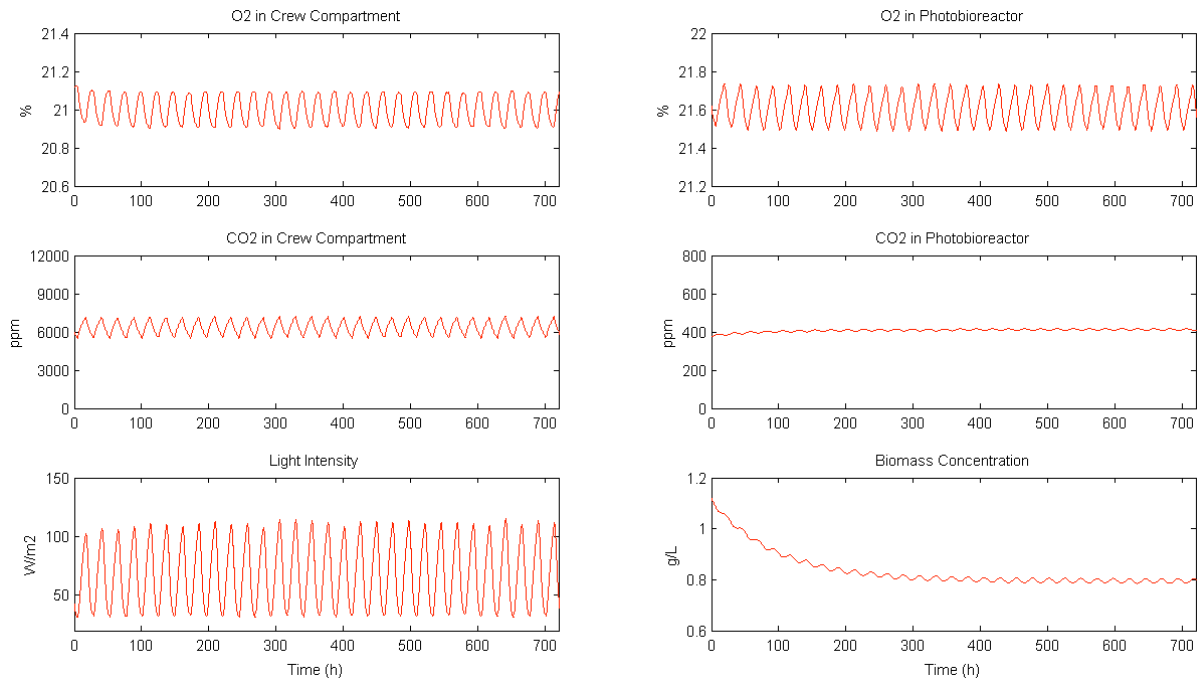 O2 in Crew Compartment
%
21.4
21.2
21
20.8
20.6
0 100 200 300 400 500 600 700
O2 in Photobioreactor
%
22
21.8
21.6
21.4
21.2
0 100 200 300 400 500 600 700
CO2 in Crew Compartment
ppm
12000
9000
6000
3000
0
0 100 200 300 400 500 600 700
CO2 in Photobioreactor
ppm
800
600
400
200
0
0 100 200 300 400 500 600 700
Light Intensity
W/m2
150
100
50
0 100 200 300 400 500 600 700
Time (h)
Biomass Concentration
g/L
1.2
1
0.8
0.6
0 100 200 300 400 500 600 700
Time (h)